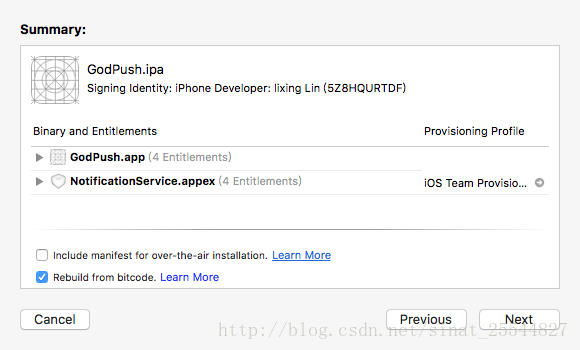 Summary:
GodPush.ipa
Signing Identity: iPhone Developer: lixing Lin (5Z8HQURTDF)
Binary and Entitlements Provisioning Profile
GodPush.app (4 Entitlements)
NotificationService.appex (4 Entitlements) iOS Team Provisio...
Include manifest for over-the-air installation. Learn More
Rebuild from bitcode. Learn More
Cancel Previous Next
http://blog.csdn.net/sinat_25544827